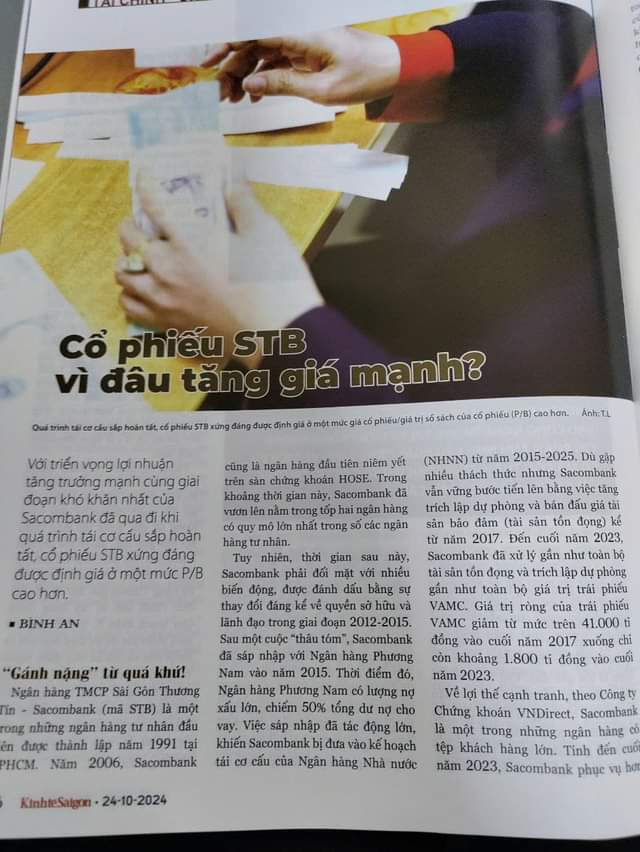 TÀI CHÍNH
Cổ phiếu STB
vì đâu tăng giá mạnh?
Quá trình tái cơ cấu sắp hoàn tất, cổ phiếu STB xứng đáng được định giá ở một mức giá cổ phiếu/giá trị sổ sách của cổ phiếu (P/B) cao hơn. Ảnh: T.L
Với triển vọng lợi nhuận
tăng trưởng mạnh cùng giai
đoạn khó khăn nhất của
Sacombank đã qua đi khi
quá trình tái cơ cấu sắp hoàn
tất, cổ phiếu STB xứng đáng
được định giá ở một mức P/B
cao hơn.
▪ BÌNH AN
“Gánh nặng” từ quá khứ!
Ngân hàng TMCP Sài Gòn Thương
Tín - Sacombank (mã STB) là một
trong những ngân hàng tư nhân đầu
tiên được thành lập năm 1991 tại
TPHCM. Năm 2006, Sacombank
cũng là ngân hàng đầu tiên niêm yết
trên sàn chứng khoán HOSE. Trong
khoảng thời gian này, Sacombank đã
vươn lên nằm trong tốp hai ngân hàng
có quy mô lớn nhất trong số các ngân
hàng tư nhân.
Tuy nhiên, thời gian sau này,
Sacombank phải đối mặt với nhiều
biến động, được đánh dấu bằng sự
thay đổi đáng kể về quyền sở hữu và
lãnh đạo trong giai đoạn 2012-2015.
Sau một cuộc “thâu tóm”, Sacombank
đã sáp nhập với Ngân hàng Phương
Nam vào năm 2015. Thời điểm đó,
Ngân hàng Phương Nam có lượng nợ
xấu lớn, chiếm 50% tổng dư nợ cho
vay. Việc sáp nhập đã tác động lớn,
khiến Sacombank bị đưa vào kế hoạch
tái cơ cấu của Ngân hàng Nhà nước
(NHNN) từ năm 2015-2025. Dù gặp
nhiều thách thức nhưng Sacombank
vẫn vững bước tiến lên bằng việc tăng
trích lập dự phòng và bán đấu giá tài
sản bảo đảm (tài sản tồn đọng) kể
từ năm 2017. Đến cuối năm 2023,
Sacombank đã xử lý gần như toàn bộ
tài sản tồn đọng và trích lập dự phòng
gần như toàn bộ giá trị trái phiếu
VAMC. Giá trị ròng của trái phiếu
VAMC giảm từ mức trên 41.000 tỉ
đồng vào cuối năm 2017 xuống chỉ
còn khoảng 1.800 tỉ đồng vào cuối
năm 2023.
Về lợi thế cạnh tranh, theo Công ty
Chứng khoán VNDirect, Sacombank
là một trong những ngân hàng có
tệp khách hàng lớn. Tính đến cuối
năm 2023, Sacombank phục vụ hơn
6 KinhteSaigon • 24-10-2024